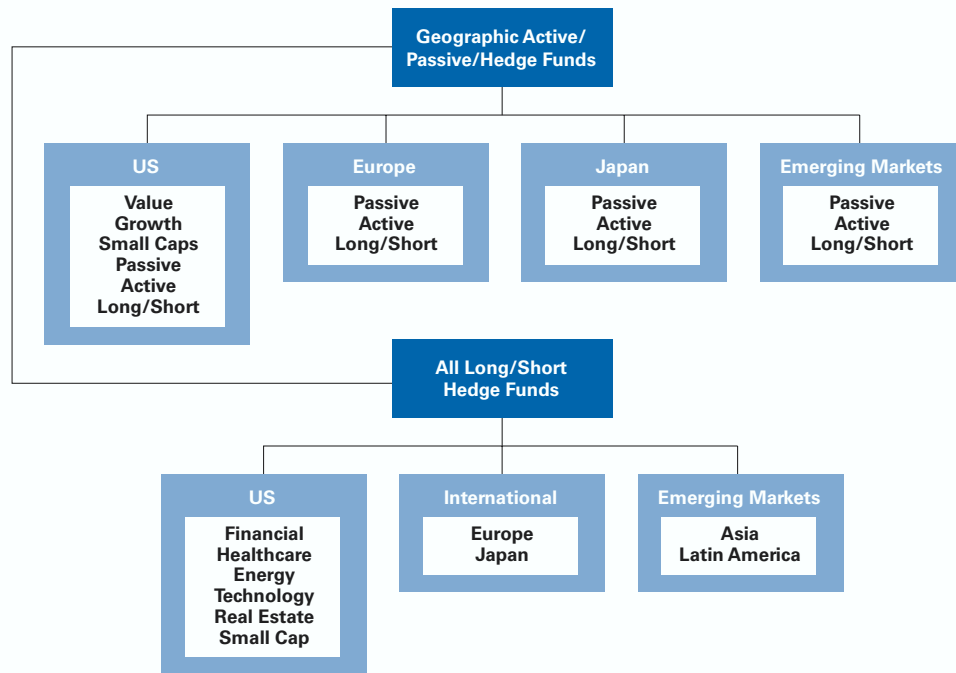 Geographic Active/
Passive/Hedge Funds
US
Value
Growth
Small Caps
Passive
Active
Long/Short
Europe
Passive
Active
Long/Short
Japan
Passive
Active
Long/Short
Emerging Markets
Passive
Active
Long/Short
All Long/Short
Hedge Funds
US
Financial
Healthcare
Energy
Technology
Real Estate
Small Cap
International
Europe
Japan
Emerging Markets
Asia
Latin America